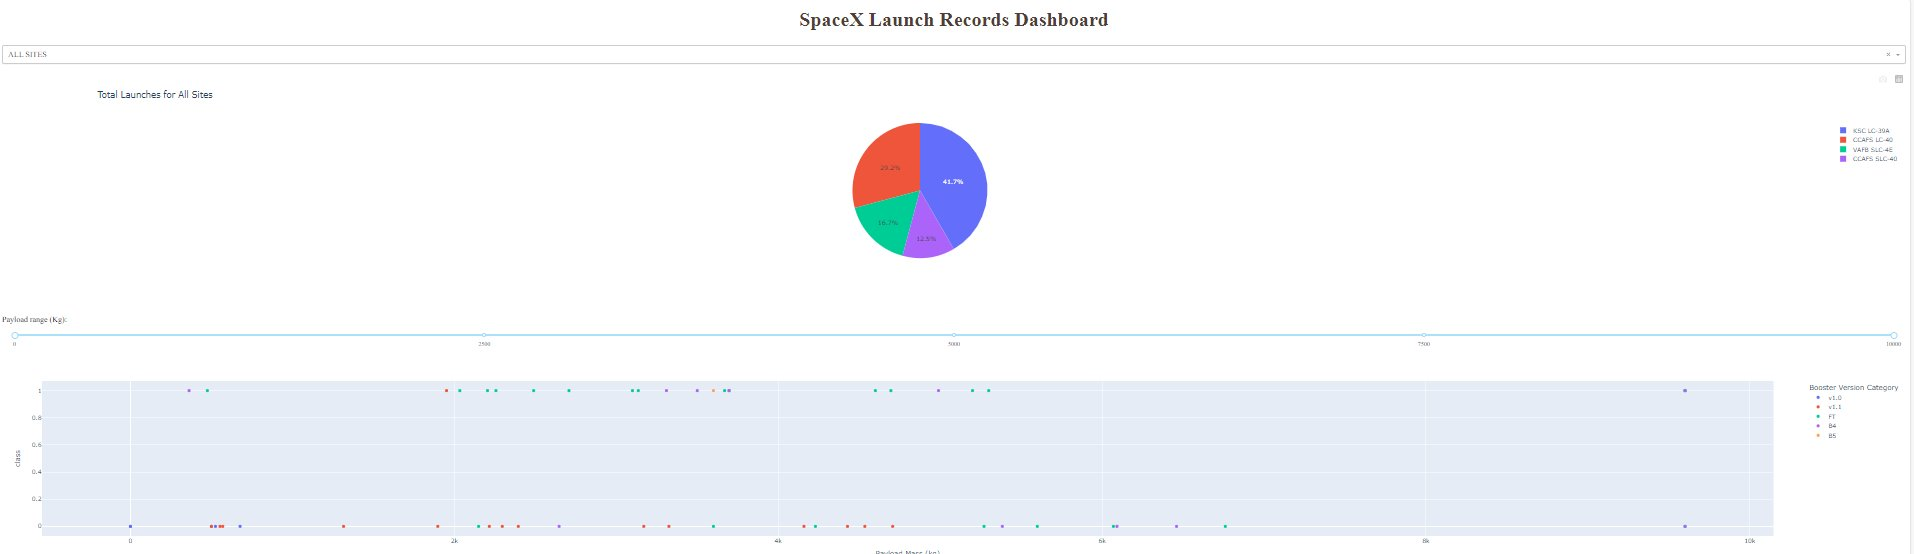 SpaceX Launch Records Dashboard
ALL SITES
Total Launches for All Sites
KSC LC-39A
CCAFS LC-40
VAFB SLC-4E
CCAFS SLC-40
29.2%
41.7%
16.7%
12.5%
Payload range (Kg):
0 2500 5000 7500 10000
Booster Version Category
v1.0
v1.1
FT
B4
B5
class
1
0.8
0.6
0.4
0.2
0
0 2k 4k 6k 8k 10k
Payload Mass (kg)